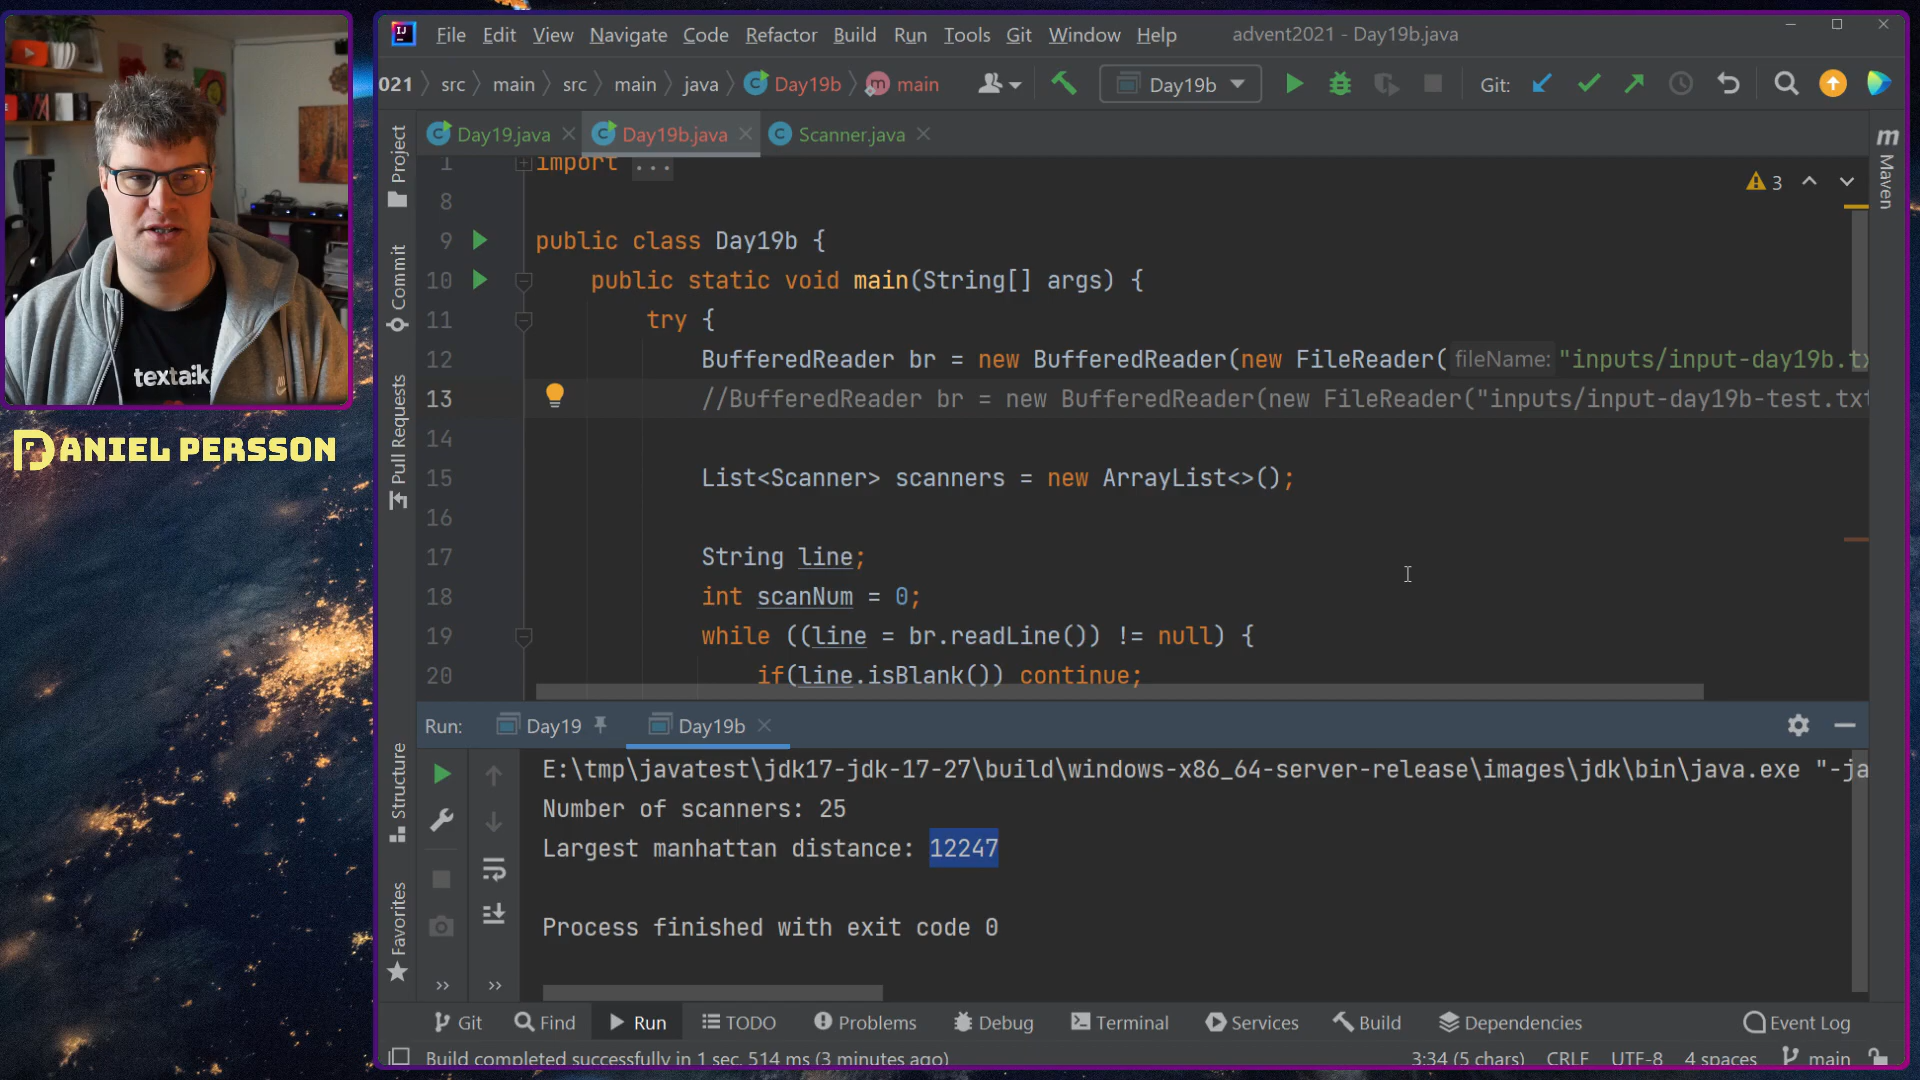 File Edit View Navigate Code Refactor Build Run Tools Git Window Help advent2021 - Day19b.java
021 src main src main java Day19b main Day19b Git:
Day19.java Day19b.java Scanner.java
1 import ...
8
9 public class Day19b {
10 public static void main(String[] args) {
11 try {
12 BufferedReader br = new BufferedReader(new FileReader( fileName: "inputs/input-day19b.tx
13 //BufferedReader br = new BufferedReader(new FileReader("inputs/input-day19b-test.txt
14
15 List<Scanner> scanners = new ArrayList<>();
16
17 String line;
18 int scanNum = 0;
19 while ((line = br.readLine()) != null) {
20 if(line.isBlank()) continue;
3
Project
Commit
Pull Requests
Structure
Favorites
m Maven
textalk
DANIEL PERSSON
Run: Day19 Day19b
E:\tmp\javatest\jdk17-jdk-17-27\build\windows-x86_64-server-release\images\jdk\bin\java.exe "-ja
Number of scanners: 25
Largest manhattan distance: 12247
Process finished with exit code 0
Git Find Run TODO Problems Debug Terminal Services Build Dependencies Event Log
Build completed successfully in 1 sec, 514 ms (3 minutes ago) 3:34 (5 chars) CRLF UTF-8 4 spaces main